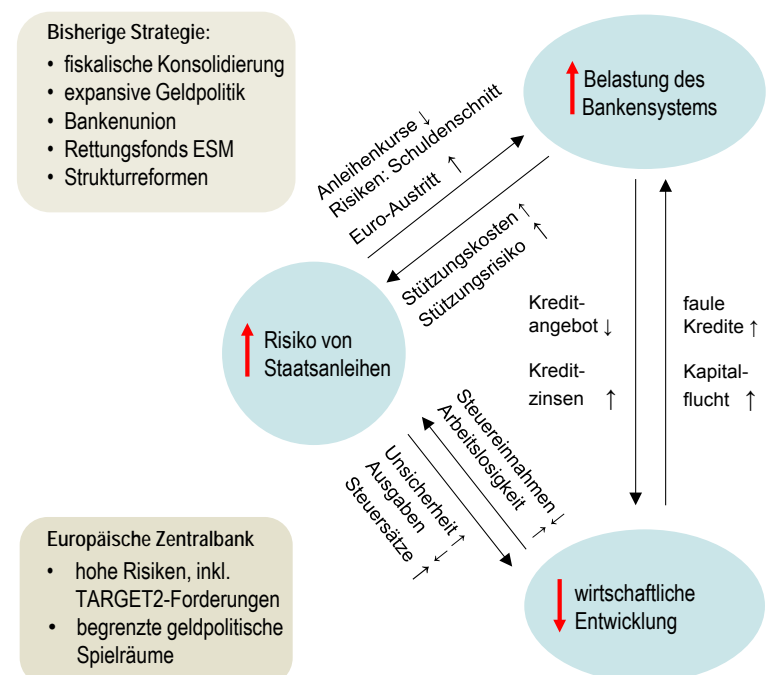 Bisherige Strategie:
• fiskalische Konsolidierung
• expansive Geldpolitik
• Bankenunion
• Rettungsfonds ESM
• Strukturreformen
↑ Belastung des
Bankensystems
Anleihenkurse ↓
Risiken: Schuldenschnitt
Euro-Austritt ↑
Stützungskosten ↑
Stützungsrisiko ↑
Kredit-
angebot ↓
Kredit-
zinsen ↑
faule
Kredite ↑
Kapital-
flucht ↑
↑ Risiko von
Staatsanleihen
Steuereinnahmen ↓
Arbeitslosigkeit ↑
Unsicherheit ↑
Ausgaben ↓
Steuersätze ↑
Europäische Zentralbank
• hohe Risiken, inkl.
TARGET2-Forderungen
• begrenzte geldpolitische
Spielräume
↓ wirtschaftliche
Entwicklung